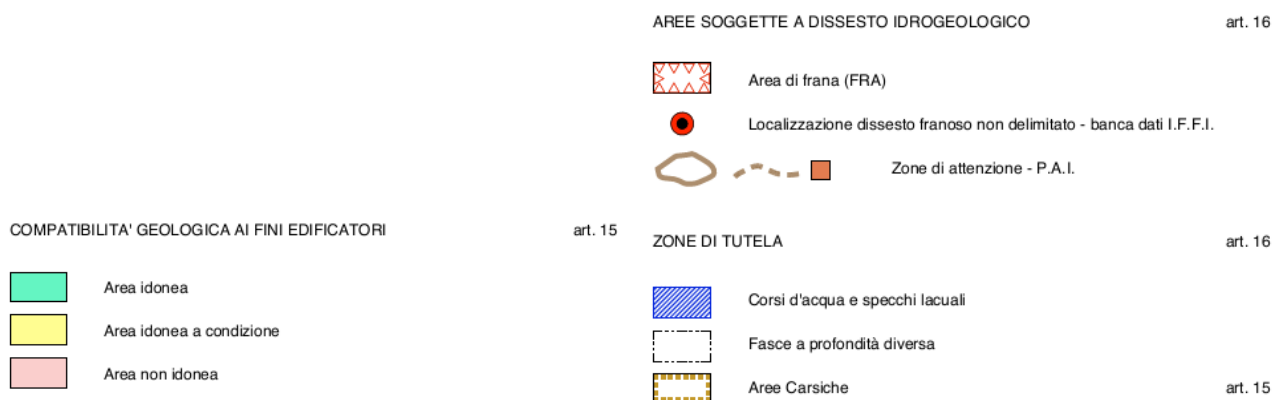 AREE SOGGETTE A DISSESTO IDROGEOLOGICO art. 16
Area di frana (FRA)
Localizzazione dissesto franoso non delimitato - banca dati I.F.F.I.
Zone di attenzione - P.A.I.
COMPATIBILITA' GEOLOGICA AI FINI EDIFICATORI art. 15
Area idonea
Area idonea a condizione
Area non idonea
ZONE DI TUTELA art. 16
Corsi d'acqua e specchi lacuali
Fasce a profondità diversa
Aree Carsiche art. 15